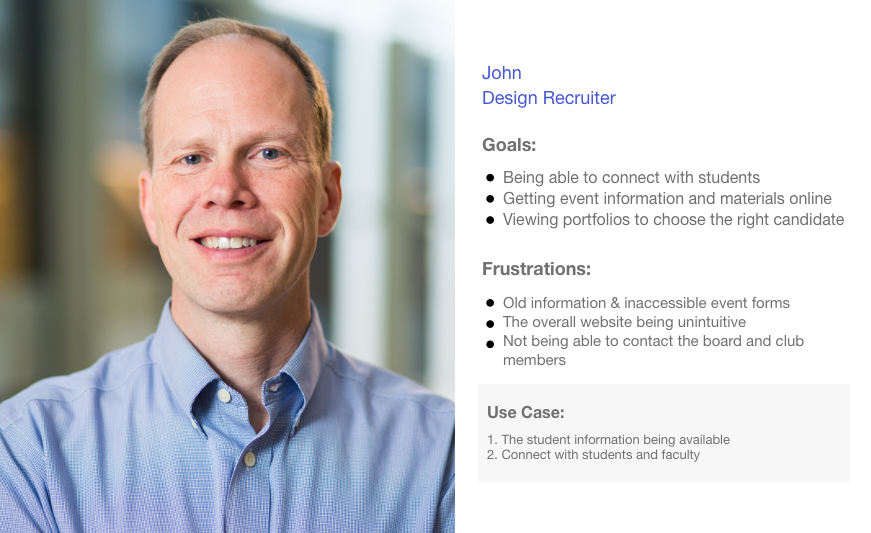 John
Design Recruiter
Goals:
● Being able to connect with students
● Getting event information and materials online
● Viewing portfolios to choose the right candidate
Frustrations:
● Old information & inaccessible event forms
● The overall website being unintuitive
● Not being able to contact the board and club
members
Use Case:
1. The student information being available
2. Connect with students and faculty